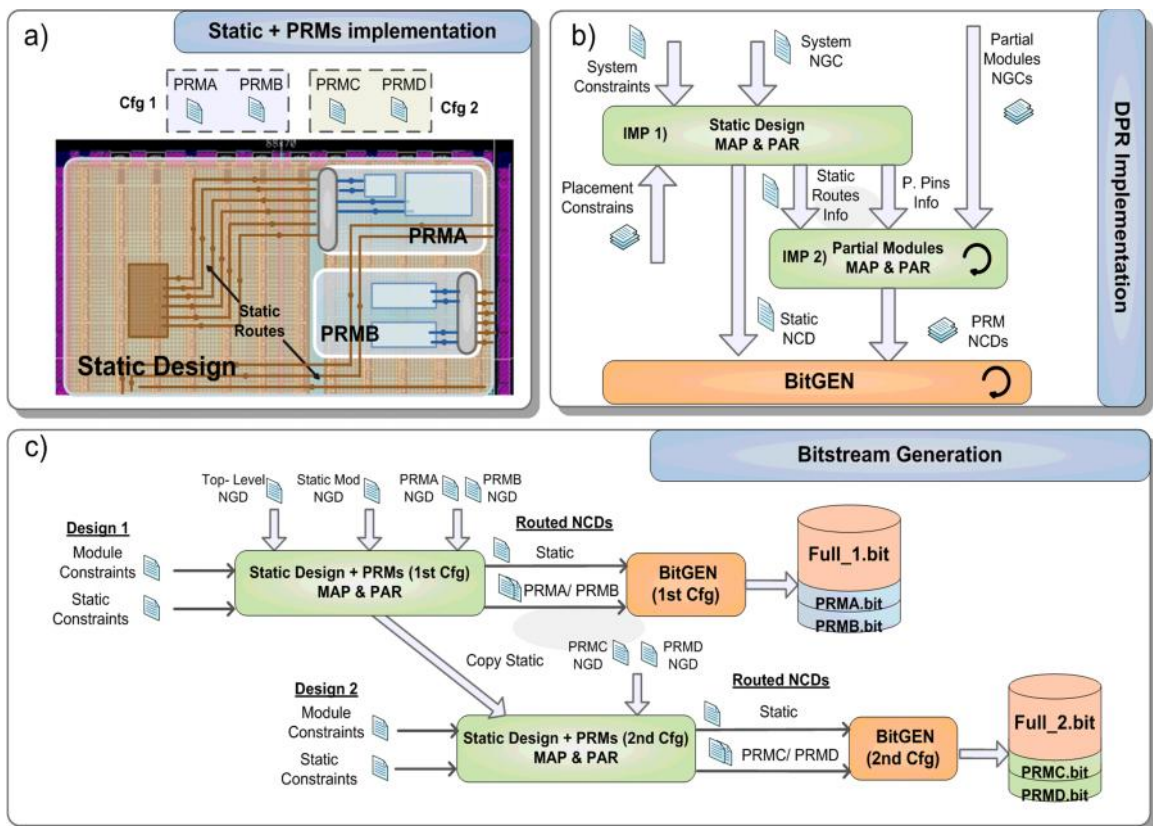 a)
Static + PRMs implementation
PRMA
PRMB
PRMC
PRMD
Cfg 1
Cfg 2
PRMA
Static
Routes
PRMB
Static Design
b)
DPR Implementation
System
Constraints
System
NGC
Partial
Modules
NGCs
IMP 1)
Static Design
MAP & PAR
Placement
Constrains
Static
Routes
Info
P. Pins
Info
IMP 2)
Partial Modules
MAP & PAR
Static
NCD
PRM
NCDs
BitGEN
c)
Bitstream Generation
Top- Level
NGD
Static Mod
NGD
PRMA
NGD
PRMB
NGD
Design 1
Module
Constraints
Static
Constraints
Static Design + PRMs (1st Cfg)
MAP & PAR
Routed NCDs
Static
PRMA/ PRMB
BitGEN
(1st Cfg)
Full_1.bit
PRMA.bit
PRMB.bit
Copy Static
PRMC
NGD
PRMD
NGD
Design 2
Module
Constraints
Static
Constraints
Static Design + PRMs (2nd Cfg)
MAP & PAR
Routed NCDs
Static
PRMC/ PRMD
BitGEN
(2nd Cfg)
Full_2.bit
PRMC.bit
PRMD.bit